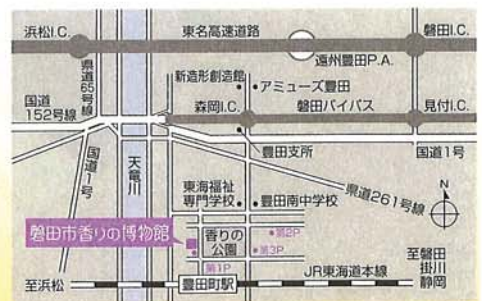 浜松I.C.
東名高速道路
磐田I.C.
遠州豊田P.A.
県道65号線
新造形創造館
アミューズ豊田
国道152号線
森岡I.C.
磐田バイパス
見付I.C.
国道1号
豊田支所
国道1号
天竜川
東海福祉専門学校
豊田南中学校
県道261号線
N
磐田市香りの博物館
香りの公園
第2P
第3P
第1P
至浜松
豊田町駅
JR東海道本線
至磐田
掛川
静岡